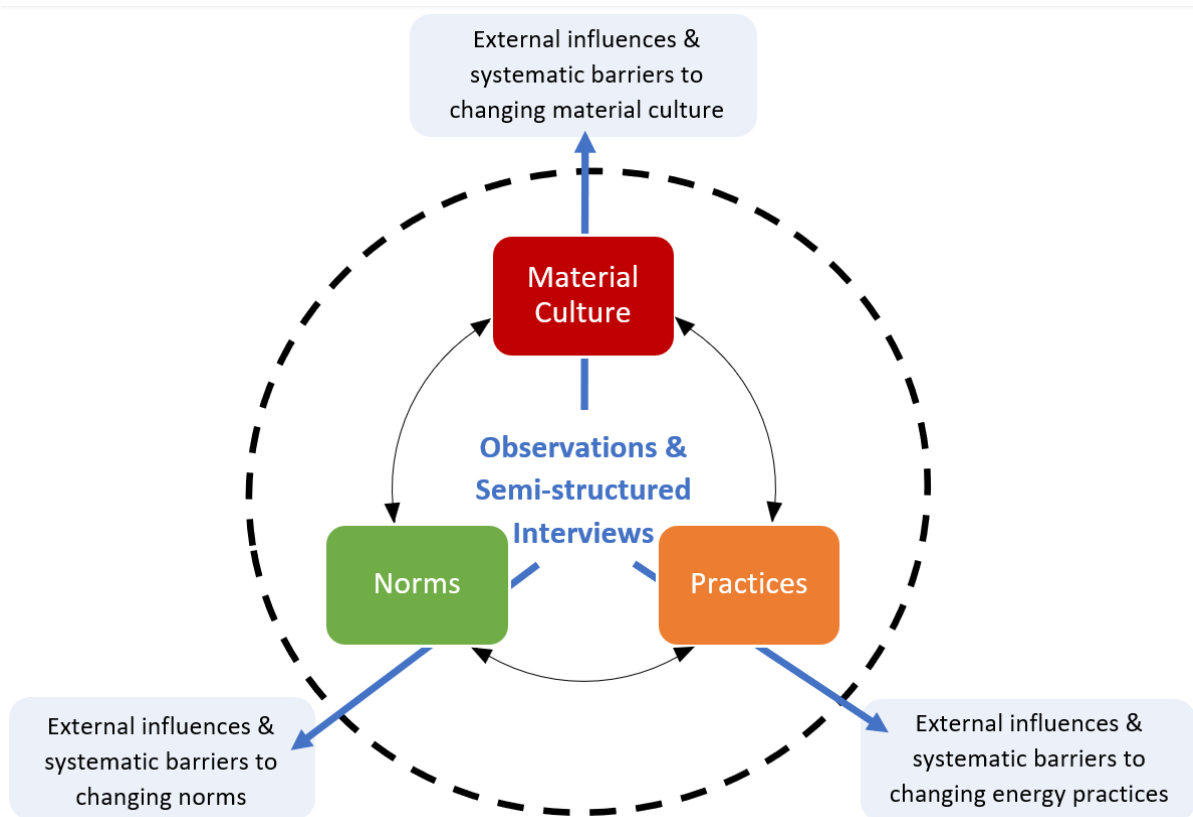 External influences &
systematic barriers to
changing material culture
Material
Culture
Observations &
Semi-structured
Interviews
Norms
Practices
External influences &
systematic barriers to
changing norms
External influences &
systematic barriers to
changing energy practices